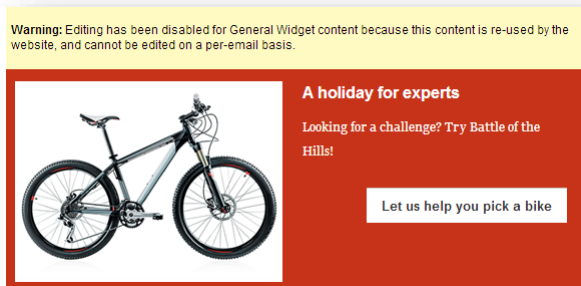 Warning: Editing has been disabled for General Widget content because this content is re-used by the
website, and cannot be edited on a per-email basis.
A holiday for experts
Looking for a challenge? Try Battle of the
Hills!
Let us help you pick a bike